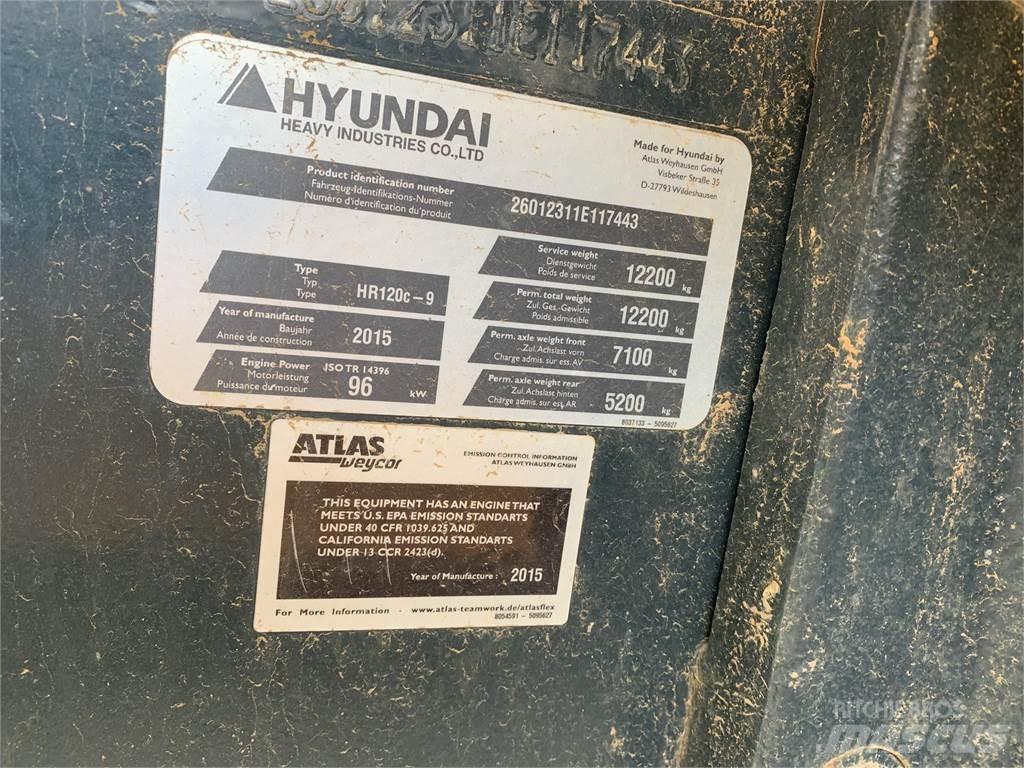 E117443
HYUNDAI
HEAVY INDUSTRIES CO.,LTD
Made for Hyundai by
Atlas Weyhausen GmbH
Visbeker Straße 35
D-27793 Wildeshausen
Product identification number
Fahrzeug-Identifikations-Nummer
Numéro d'identification du produit
26012311E117443
Type
Typ
Type
HR120c-9
Year of manufacture
Baujahr
Année de construction
2015
Engine Power
Motorleistung
Puissance du moteur
ISO TR 14396
96 kW
Service weight
Dienstgewicht
Poids de service
12200 kg
Perm. total weight
Zul. Ges.-Gewicht
Poids admissible
12200 kg
Perm. axle weight front
Zul. Achslast vorn
Charge admis. sur ess. AV
7100 kg
Perm. axle weight rear
Zul. Achslast hinten
Charge admis. sur ess. AR
5200 kg
8037133 - 5095627
ATLAS
weycor
EMISSION CONTROL INFORMATION
ATLAS WEYHAUSEN GMBH
THIS EQUIPMENT HAS AN ENGINE THAT
MEETS U.S. EPA EMISSION STANDARTS
UNDER 40 CFR 1039.625 AND
CALIFORNIA EMISSION STANDARTS
UNDER 13 CCR 2423(d).
Year of Manufacture : 2015
For More Information - www.atlas-teamwork.de/atlasflex
8054591 - 5095627
RITCHIE BROS
Mascus